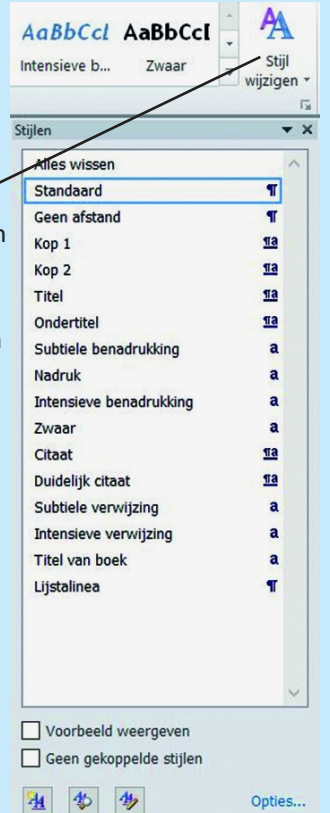 AaBbCcI AaBbCcI
Intensieve b... Zwaar
Stijl
wijzigen
Stijlen
Alles wissen
Standaard ¶
Geen afstand ¶
Kop 1 ¶a
Kop 2 ¶a
Titel ¶a
Ondertitel ¶a
Subtiele benadrukking a
Nadruk a
Intensieve benadrukking a
Zwaar a
Citaat ¶a
Duidelijk citaat ¶a
Subtiele verwijzing a
Intensieve verwijzing a
Titel van boek a
Lijstalinea ¶
Voorbeeld weergeven
Geen gekoppelde stijlen
Opties...